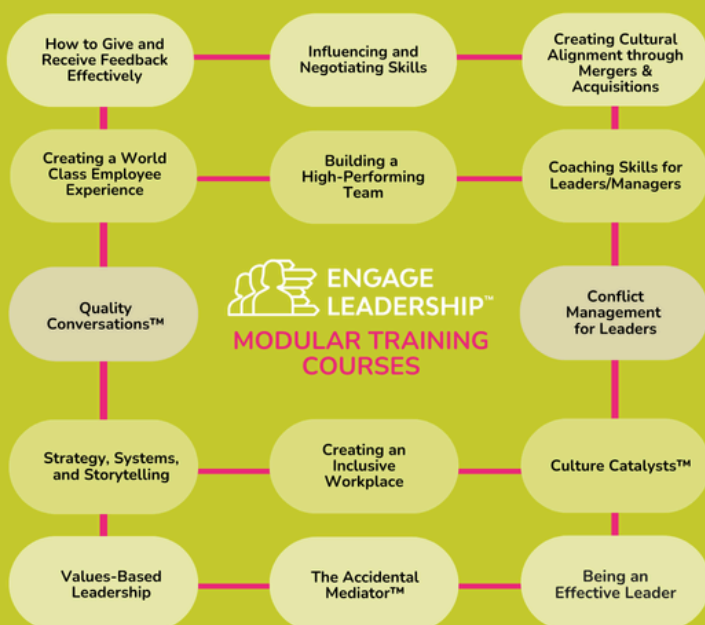 How to Give and
Receive Feedback
Effectively
Influencing and
Negotiating Skills
Creating Cultural
Alignment through
Mergers &
Acquisitions
Creating a World
Class Employee
Experience
Building a
High-Performing
Team
Coaching Skills for
Leaders/Managers
Quality
Conversations™
ENGAGE
LEADERSHIP™
MODULAR TRAINING
COURSES
Conflict
Management
for Leaders
Strategy, Systems,
and Storytelling
Creating an
Inclusive
Workplace
Culture Catalysts™
Values-Based
Leadership
The Accidental
Mediator™
Being an
Effective Leader